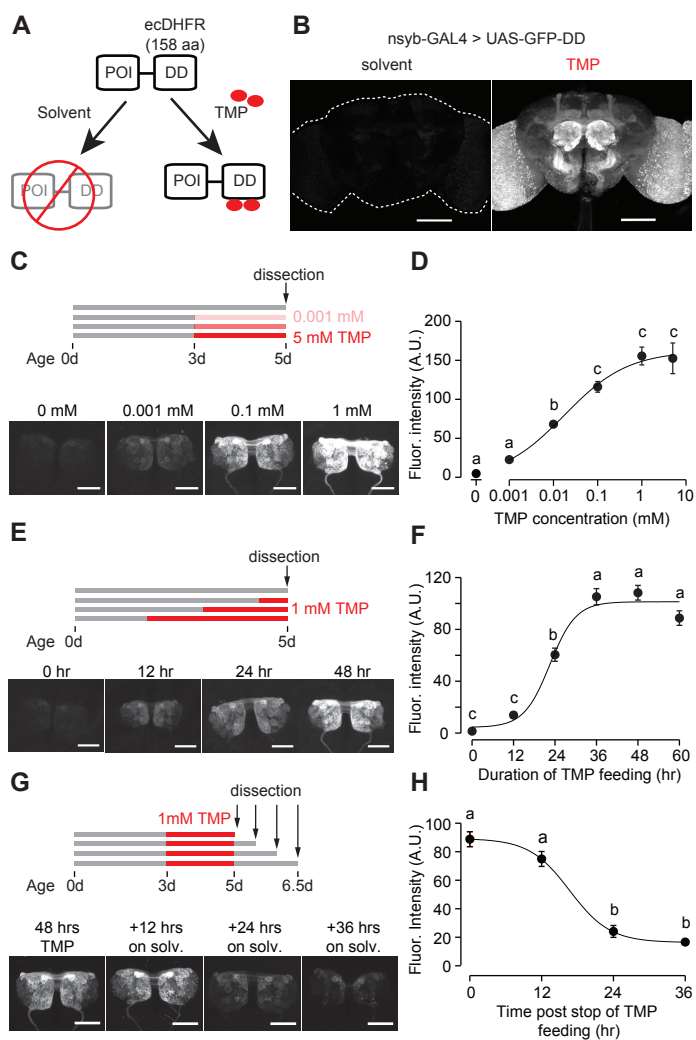 A
ecDHFR
(158 aa)
POI DD
Solvent TMP
POI DD
POI DD
B
nsyb-GAL4 > UAS-GFP-DD
solvent TMP
C
dissection
0.001 mM
5 mM TMP
Age 0d 3d 5d
0 mM 0.001 mM 0.1 mM 1 mM
D
Fluor. intensity (A.U.)
200
150
100
50
0
a a b c c c
0 0.001 0.01 0.1 1 10
TMP concentration (mM)
E
dissection
1 mM TMP
Age 0d 5d
0 hr 12 hr 24 hr 48 hr
F
Fluor. intensity (A.U.)
120
80
40
0
c c b a a a
0 12 24 36 48 60
Duration of TMP feeding (hr)
G
dissection
1mM TMP
Age 0d 3d 5d 6.5d
48 hrs +12 hrs +24 hrs +36 hrs
TMP on solv. on solv. on solv.
H
Fluor. Intensity (A.U.)
100
80
60
40
20
0
a a b b
0 12 24 36
Time post stop of TMP
feeding (hr)